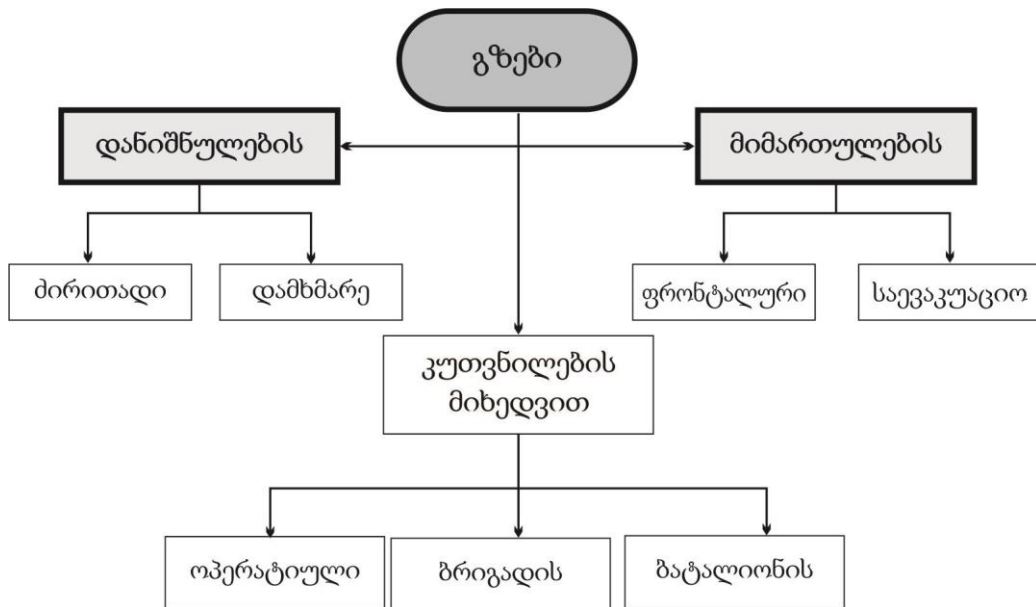 გზები
დანიშნულების
მიმართულების
ძირითადი
დამხმარე
ფრონტალური
საევაკუაციო
კუთვნილების
მიხედვით
ოპერატიული
ბრიგადის
ბატალიონის